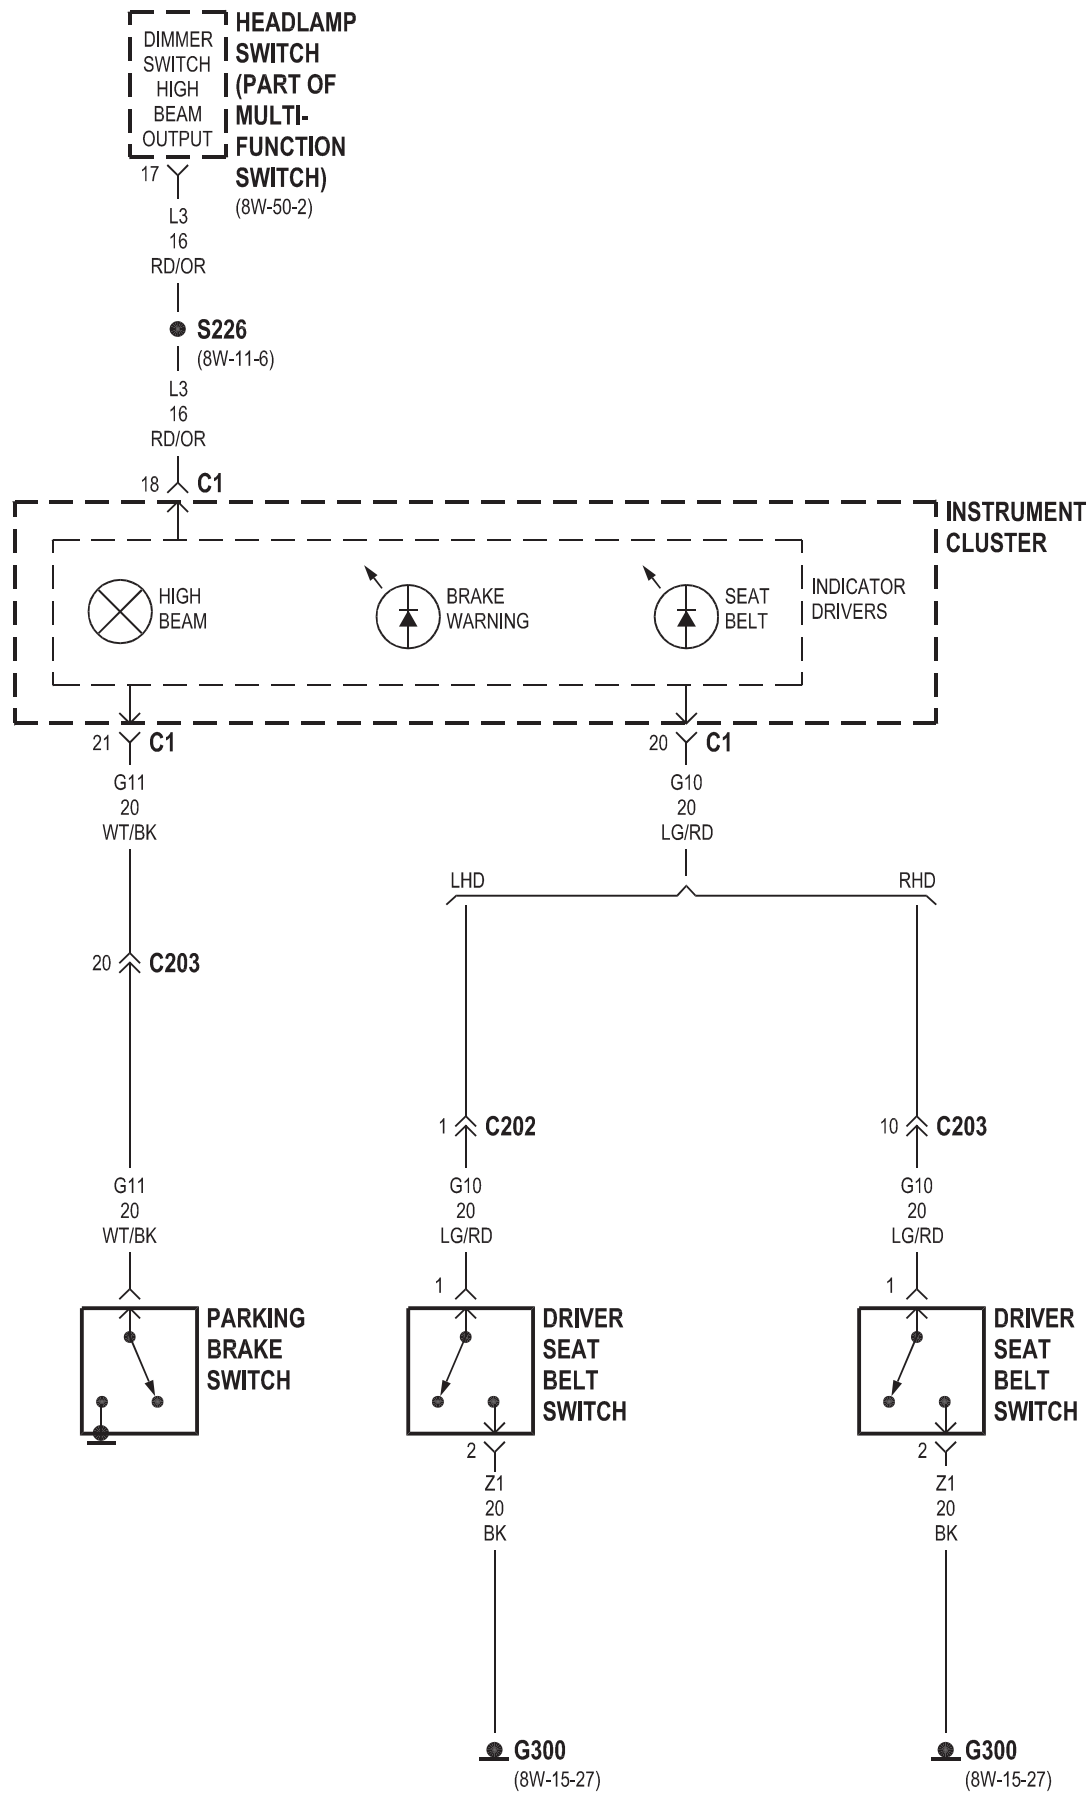 DIMMER
SWITCH
HIGH
BEAM
OUTPUT
HEADLAMP
SWITCH
(PART OF
MULTI-
FUNCTION
SWITCH)
(8W-50-2)
17
L3
16
RD/OR
S226
(8W-11-6)
L3
16
RD/OR
18
C1
INSTRUMENT
CLUSTER
HIGH
BEAM
BRAKE
WARNING
SEAT
BELT
INDICATOR
DRIVERS
21
C1
20
C1
G11
20
WT/BK
G10
20
LG/RD
LHD
RHD
20
C203
1
C202
10
C203
G11
20
WT/BK
G10
20
LG/RD
G10
20
LG/RD
1
1
PARKING
BRAKE
SWITCH
DRIVER
SEAT
BELT
SWITCH
DRIVER
SEAT
BELT
SWITCH
2
2
Z1
20
BK
Z1
20
BK
G300
(8W-15-27)
G300
(8W-15-27)